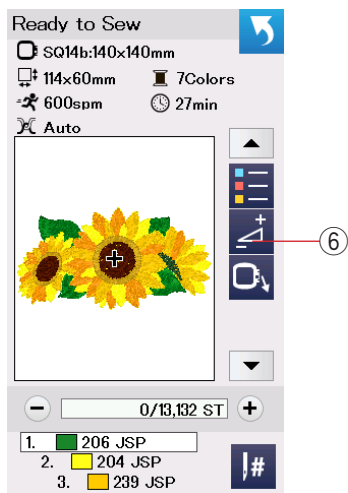 Ready to Sew
SQ14b:140x140mm
114x60mm 7Colors
600spm 27min
Auto
⑥
0/13,132 ST
1. 206 JSP
2. 204 JSP
3. 239 JSP
#